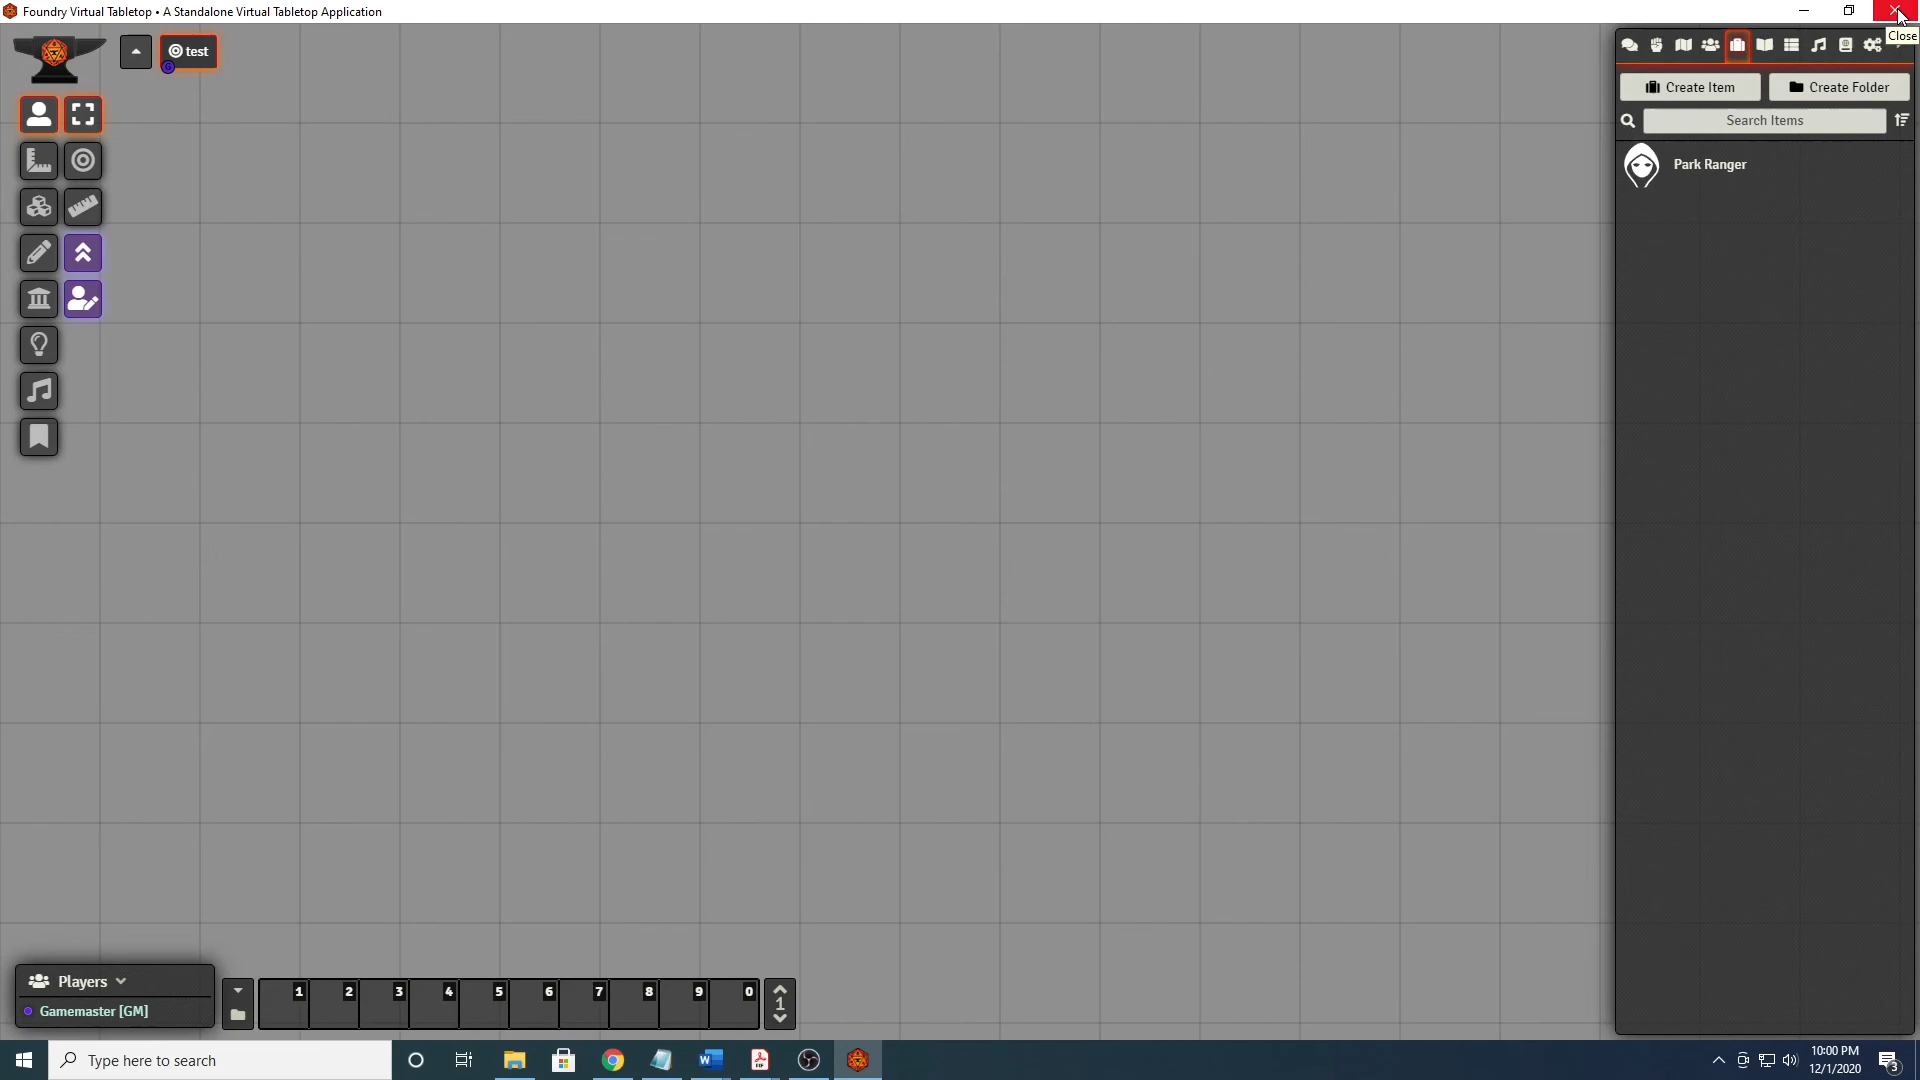 Foundry Virtual Tabletop • A Standalone Virtual Tabletop Application
Close
test
G
Create Item
Create Folder
Search Items
Park Ranger
Players
Gamemaster [GM]
1 2 3 4 5 6 7 8 9 0
1
Type here to search
10:00 PM
12/1/2020
3